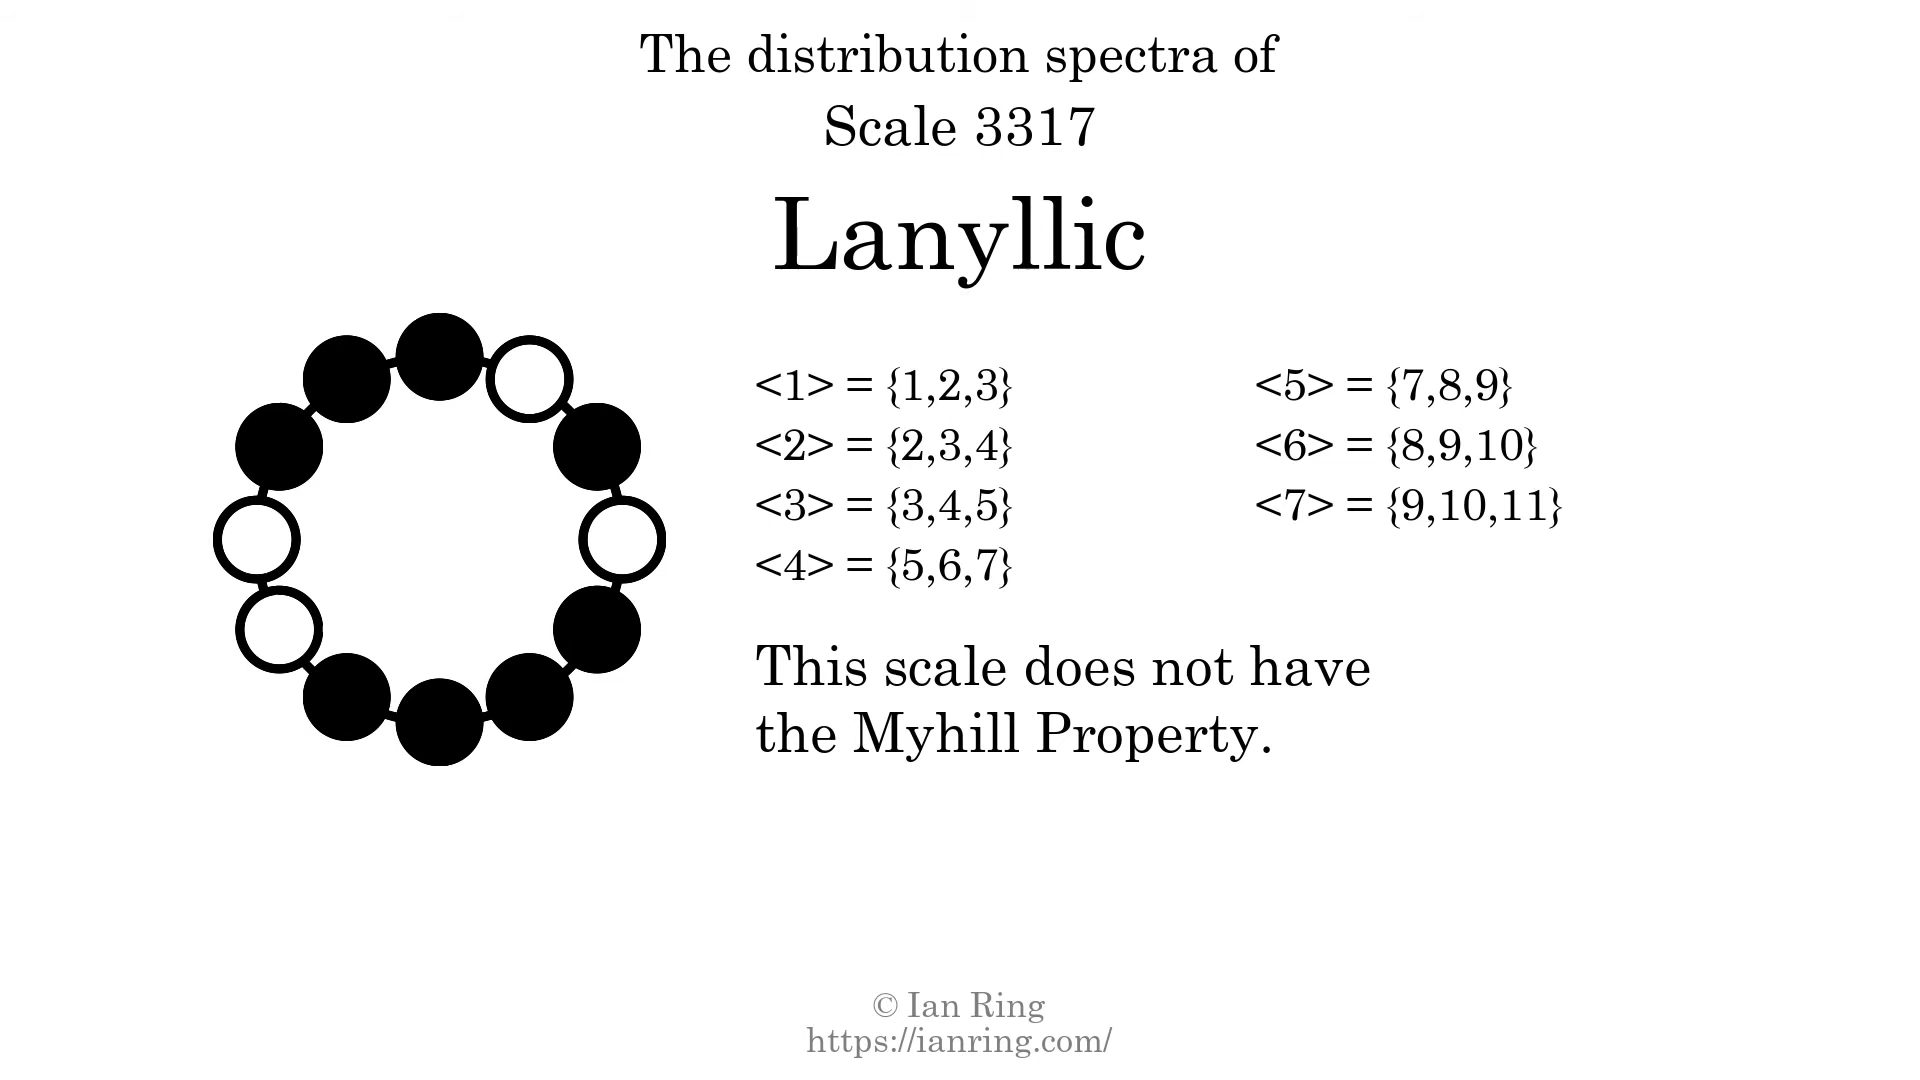 The distribution spectra of
Scale 3317
Lanyllic
<1> = {1,2,3}
<2> = {2,3,4}
<3> = {3,4,5}
<4> = {5,6,7}
<5> = {7,8,9}
<6> = {8,9,10}
<7> = {9,10,11}
This scale does not have
the Myhill Property.
© Ian Ring
https://ianring.com/